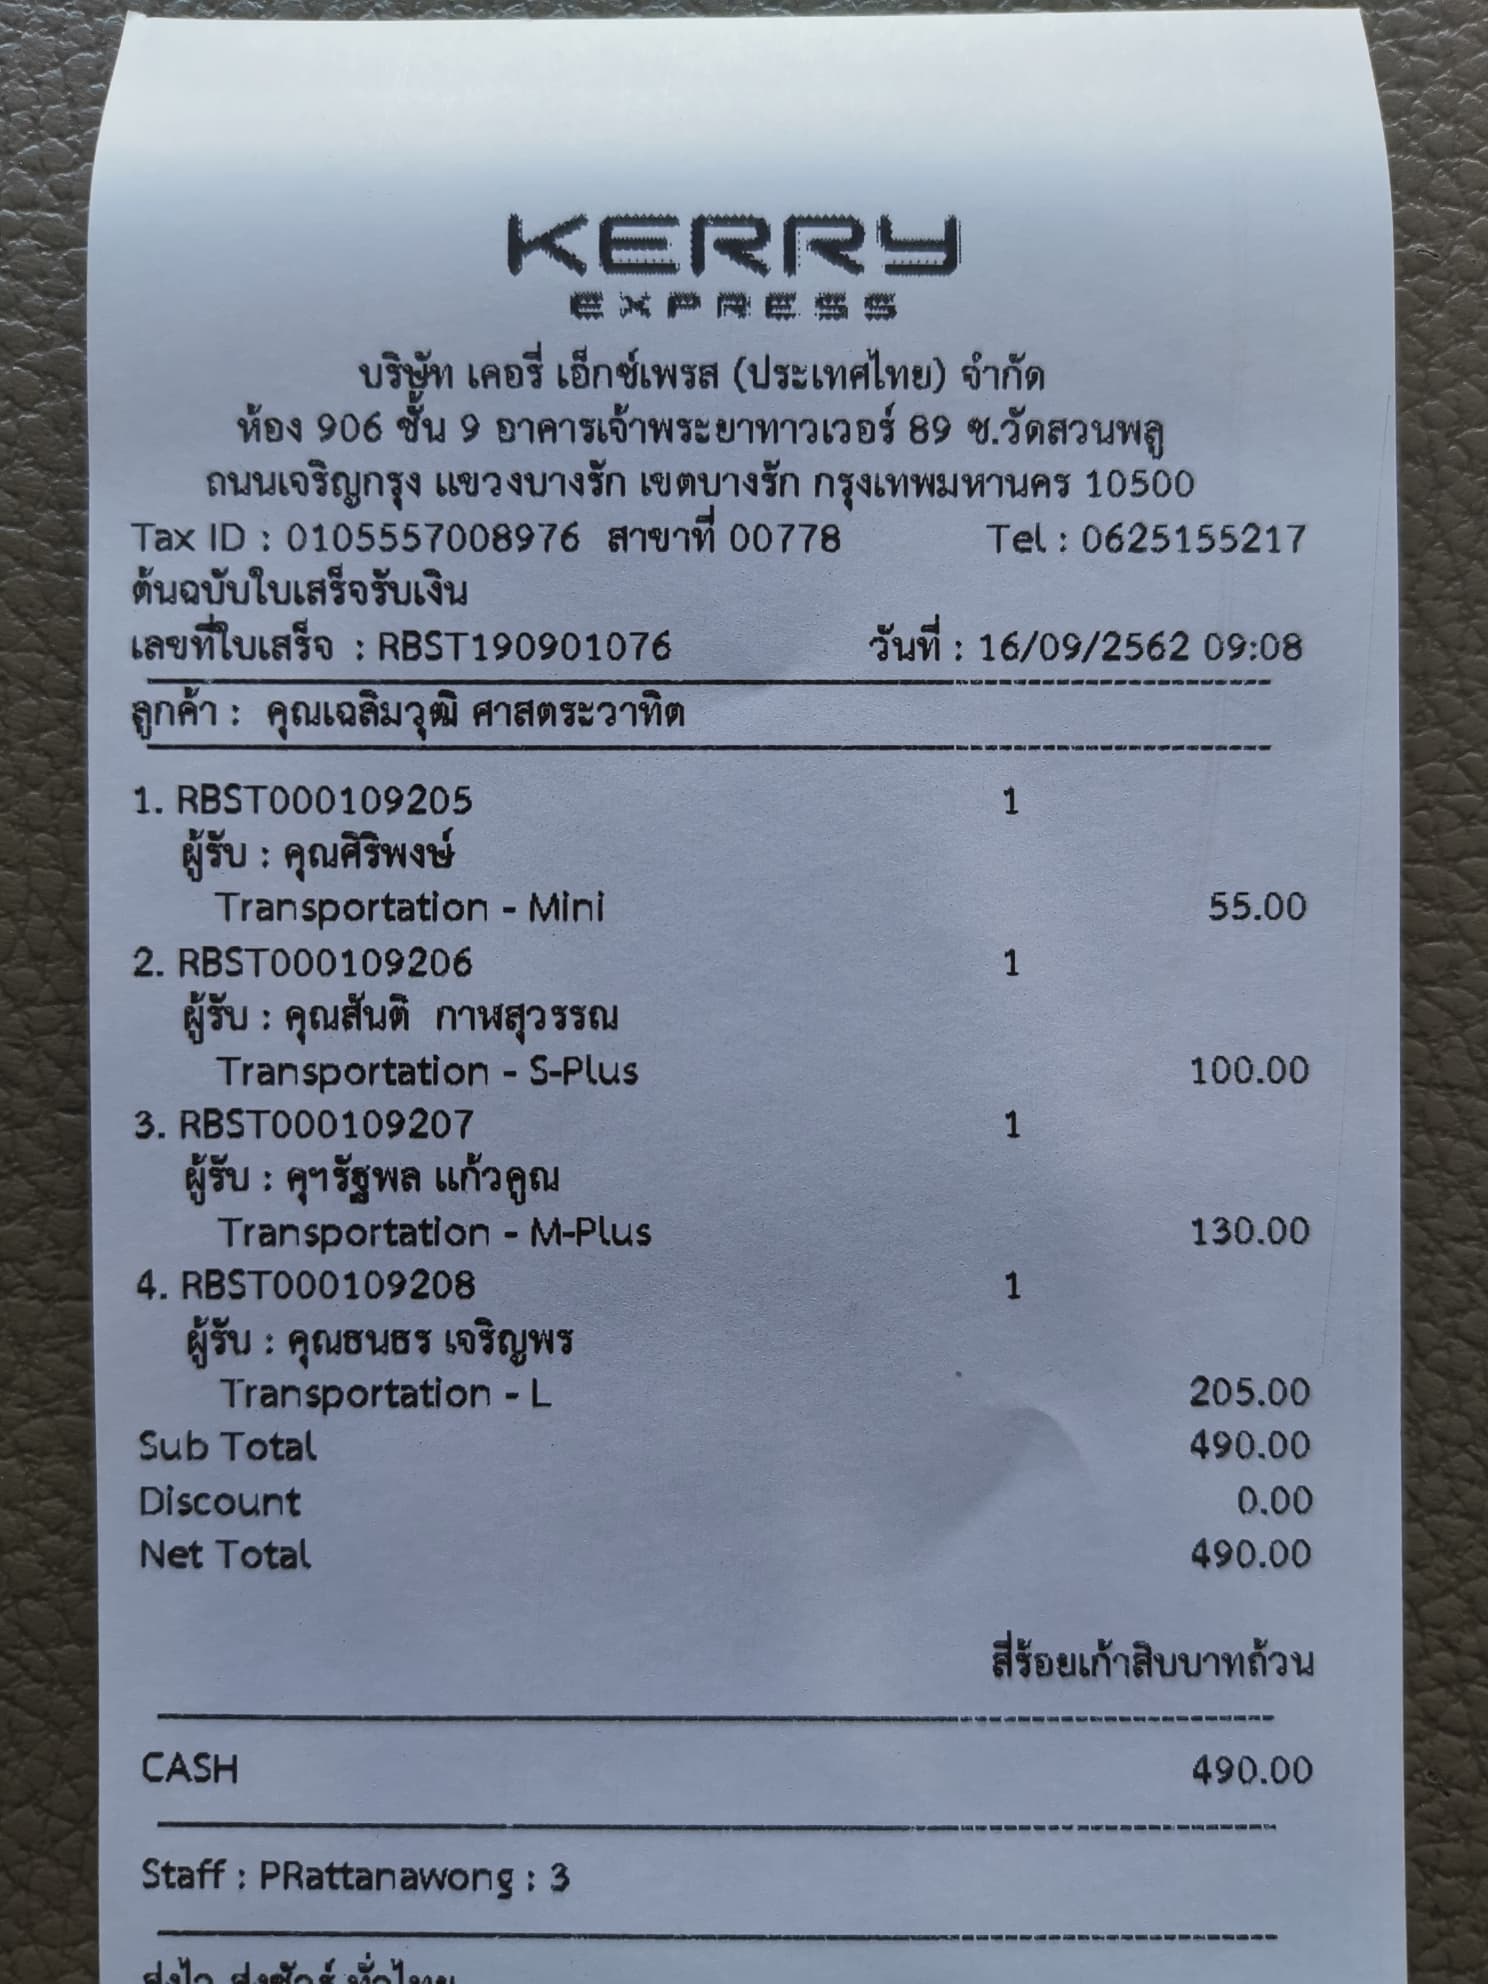 KERRY
EXPRESS
บริษัท เคอรี่ เอ็กซ์เพรส (ประเทศไทย) จำกัด
ห้อง 906 ชั้น 9 อาคารเจ้าพระยาทาวเวอร์ 89 ซ.วัดสวนพลู
ถนนเจริญกรุง แขวงบางรัก เขตบางรัก กรุงเทพมหานคร 10500
Tax ID : 0105557008976 สาขาที่ 00778 Tel : 0625155217
ต้นฉบับใบเสร็จรับเงิน
เลขที่ใบเสร็จ : RBST190901076 วันที่ : 16/09/2562 09:08
ลูกค้า : คุณเฉลิมวุฒิ ศาสตระวาทิต
1. RBST000109205 1
ผู้รับ : คุณศิริพงษ์
Transportation - Mini 55.00
2. RBST000109206 1
ผู้รับ : คุณสันติ กาฬสุวรรณ
Transportation - S-Plus 100.00
3. RBST000109207 1
ผู้รับ : คุฯรัฐพล แก้วคูณ
Transportation - M-Plus 130.00
4. RBST000109208 1
ผู้รับ : คุณธนธร เจริญพร
Transportation - L 205.00
Sub Total 490.00
Discount 0.00
Net Total 490.00
สี่ร้อยเก้าสิบบาทถ้วน
CASH 490.00
Staff : PRattanawong : 3